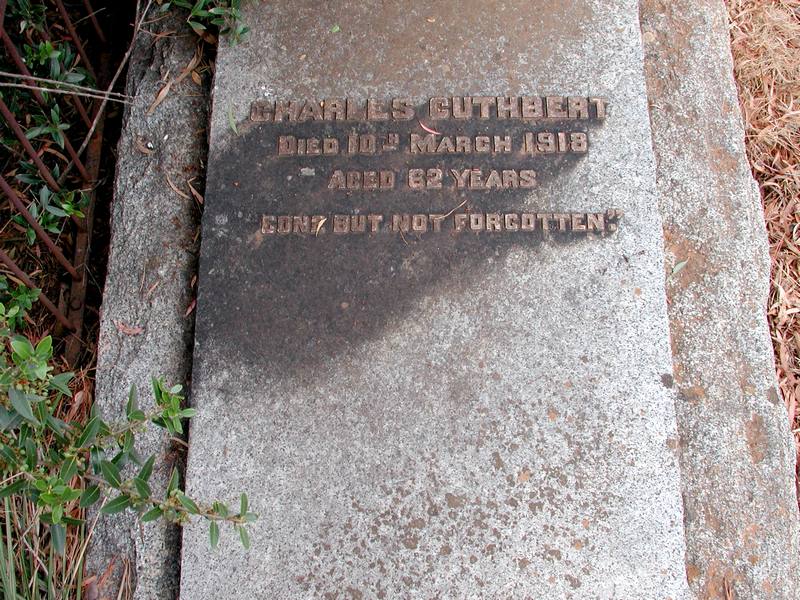 CHARLES CUTHBERT
DIED 10TH MARCH 1918
AGED 62 YEARS
"GONE BUT NOT FORGOTTEN."